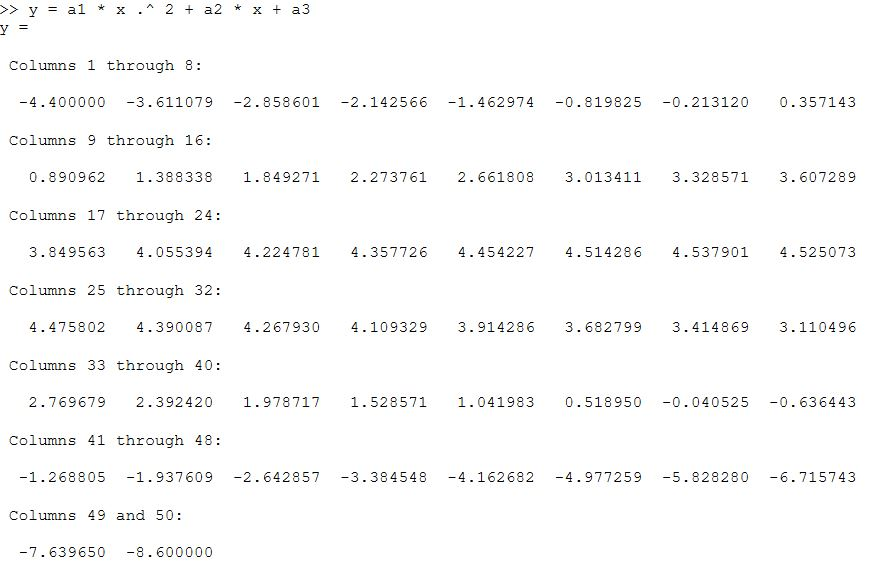 >> y = a1 * x .^ 2 + a2 * x + a3
y =
Columns 1 through 8:
-4.400000 -3.611079 -2.858601 -2.142566 -1.462974 -0.819825 -0.213120 0.357143
Columns 9 through 16:
0.890962 1.388338 1.849271 2.273761 2.661808 3.013411 3.328571 3.607289
Columns 17 through 24:
3.849563 4.055394 4.224781 4.357726 4.454227 4.514286 4.537901 4.525073
Columns 25 through 32:
4.475802 4.390087 4.267930 4.109329 3.914286 3.682799 3.414869 3.110496
Columns 33 through 40:
2.769679 2.392420 1.978717 1.528571 1.041983 0.518950 -0.040525 -0.636443
Columns 41 through 48:
-1.268805 -1.937609 -2.642857 -3.384548 -4.162682 -4.977259 -5.828280 -6.715743
Columns 49 and 50:
-7.639650 -8.600000